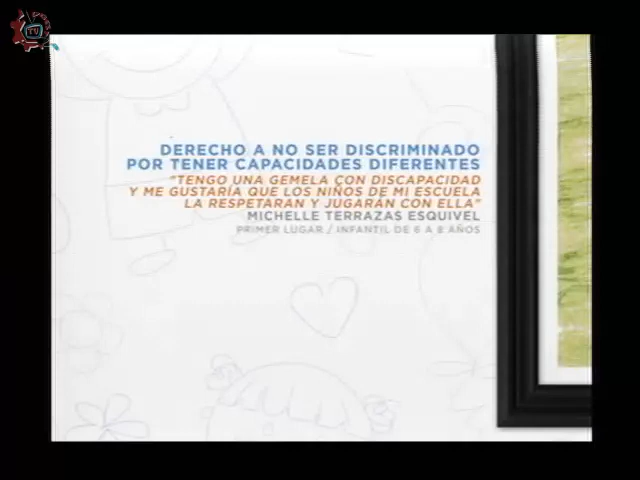 TV
DERECHO A NO SER DISCRIMINADO
POR TENER CAPACIDADES DIFERENTES
"TENGO UNA GEMELA CON DISCAPACIDAD
Y ME GUSTARÍA QUE LOS NIÑOS DE MI ESCUELA
LA RESPETARAN Y JUGARAN CON ELLA"
MICHELLE TERRAZAS ESQUIVEL
PRIMER LUGAR / INFANTIL DE 6 A 8 AÑOS